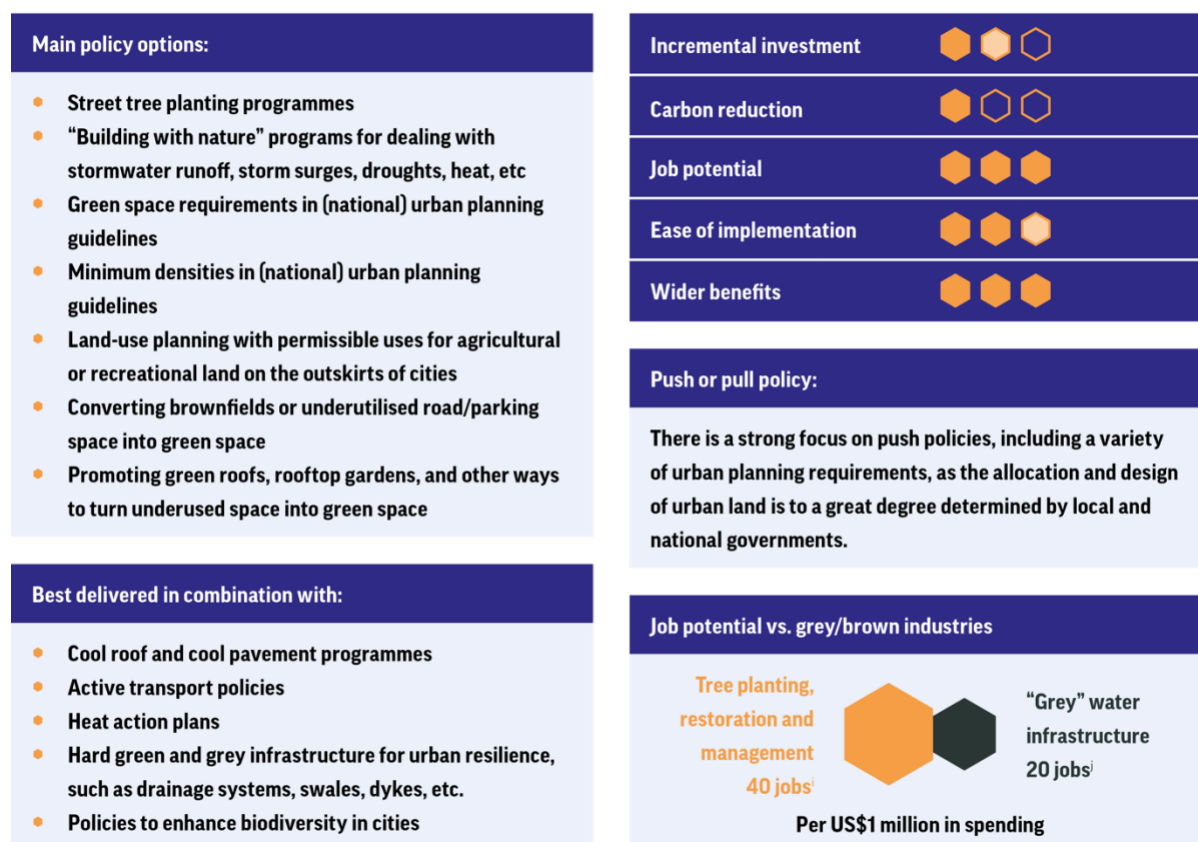 Main policy options:
Street tree planting programmes
“Building with nature” programs for dealing with
stormwater runoff, storm surges, droughts, heat, etc
Green space requirements in (national) urban planning
guidelines
Minimum densities in (national) urban planning
guidelines
Land-use planning with permissible uses for agricultural
or recreational land on the outskirts of cities
Converting brownfields or underutilised road/parking
space into green space
Promoting green roofs, rooftop gardens, and other ways
to turn underused space into green space
Best delivered in combination with:
Cool roof and cool pavement programmes
Active transport policies
Heat action plans
Hard green and grey infrastructure for urban resilience,
such as drainage systems, swales, dykes, etc.
Policies to enhance biodiversity in cities
Incremental investment
Carbon reduction
Job potential
Ease of implementation
Wider benefits
Push or pull policy:
There is a strong focus on push policies, including a variety
of urban planning requirements, as the allocation and design
of urban land is to a great degree determined by local and
national governments.
Job potential vs. grey/brown industries
Tree planting,
restoration and
management
40 jobsⁱ
“Grey” water
infrastructure
20 jobsʲ
Per US$1 million in spending